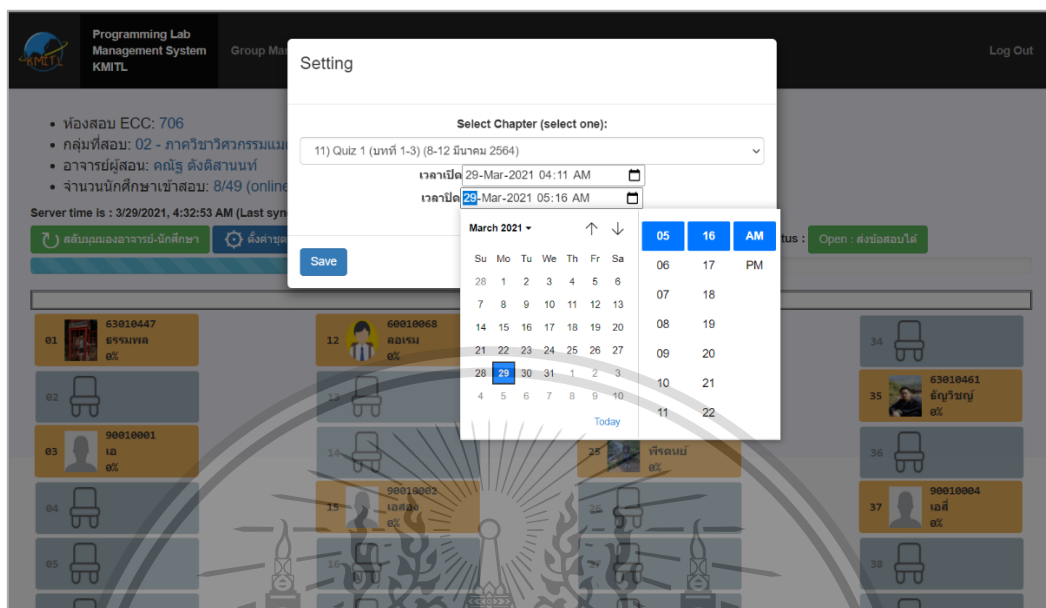 Programming Lab
Management System
KMITL
Group Ma
Log Out
KMITL
Setting
Select Chapter (select one):
11) Quiz 1 (บทที่ 1-3) (8-12 มีนาคม 2564)
เวลาเปิด 29-Mar-2021 04:11 AM
เวลาปิด 29-Mar-2021 05:16 AM
Save
March 2021
Su Mo Tu We Th Fr Sa
28 1 2 3 4 5 6
7 8 9 10 11 12 13
14 15 16 17 18 19 20
21 22 23 24 25 26 27
28 29 30 31 1 2 3
4 5 6 7 8 9 10
Today
05 16 AM
06 17 PM
07 18
08 19
09 20
10 21
11 22
ห้องสอบ ECC: 706
กลุ่มที่สอบ: 02 - ภาควิชาวิศวกรรมแม
อาจารย์ผู้สอน: คณัฐ ตังติสานนท์
จำนวนนักศึกษาเข้าสอบ: 8/49 (online
Server time is : 3/29/2021, 4:32:53 AM (Last syn
สลับมุมมองอาจารย์-นักศึกษา
ตั้งค่าชุด
tus : Open : ส่งข้อสอบได้
01 63010447
ธรรมพล
0%
12 60010068
0%
34
02
13
35 63010461
ธัญวิชญ์
0%
03 90010001
เอ
0%
14
25 พีรดนย์
0%
36
04
15 90010002
เอสอง
0%
26
37 90010004
เอสี่
0%
05
16
27
38